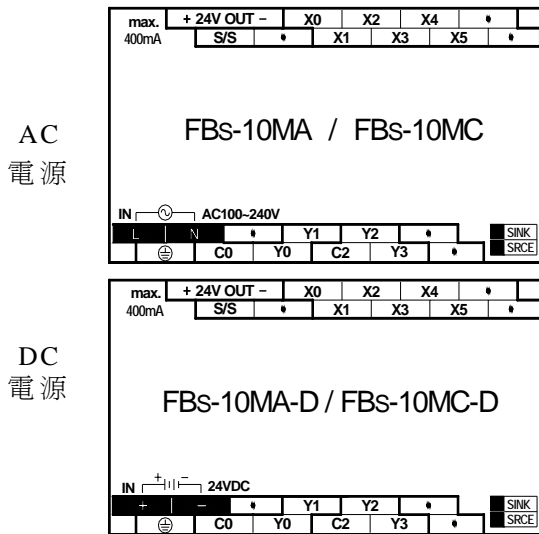 max. + 24V OUT − X0 X2 X4 •
400mA S/S • X1 X3 X5 •
AC
電源
FBs-10MA / FBs-10MC
IN AC100~240V
L N • Y1 Y2 •
C0 Y0 C2 Y3 •
SINK
SRCE
max. + 24V OUT − X0 X2 X4 •
400mA S/S • X1 X3 X5 •
DC
電源
FBs-10MA-D / FBs-10MC-D
+ −
IN 24VDC
+ − • Y1 Y2 •
C0 Y0 C2 Y3 •
SINK
SRCE